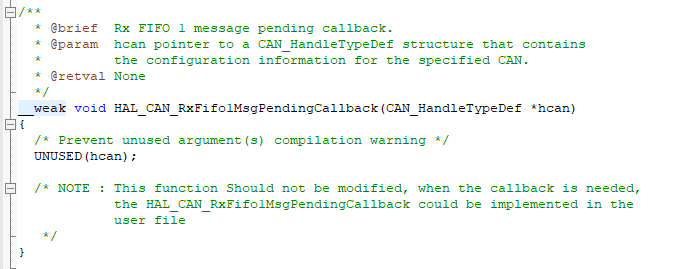 /**
* @brief Rx FIFO 1 message pending callback.
* @param hcan pointer to a CAN_HandleTypeDef structure that contains
* the configuration information for the specified CAN.
* @retval None
*/
__weak void HAL_CAN_RxFifo1MsgPendingCallback(CAN_HandleTypeDef *hcan)
{
/* Prevent unused argument(s) compilation warning */
UNUSED(hcan);
/* NOTE : This function Should not be modified, when the callback is needed,
the HAL_CAN_RxFifo1MsgPendingCallback could be implemented in the
user file
*/
}